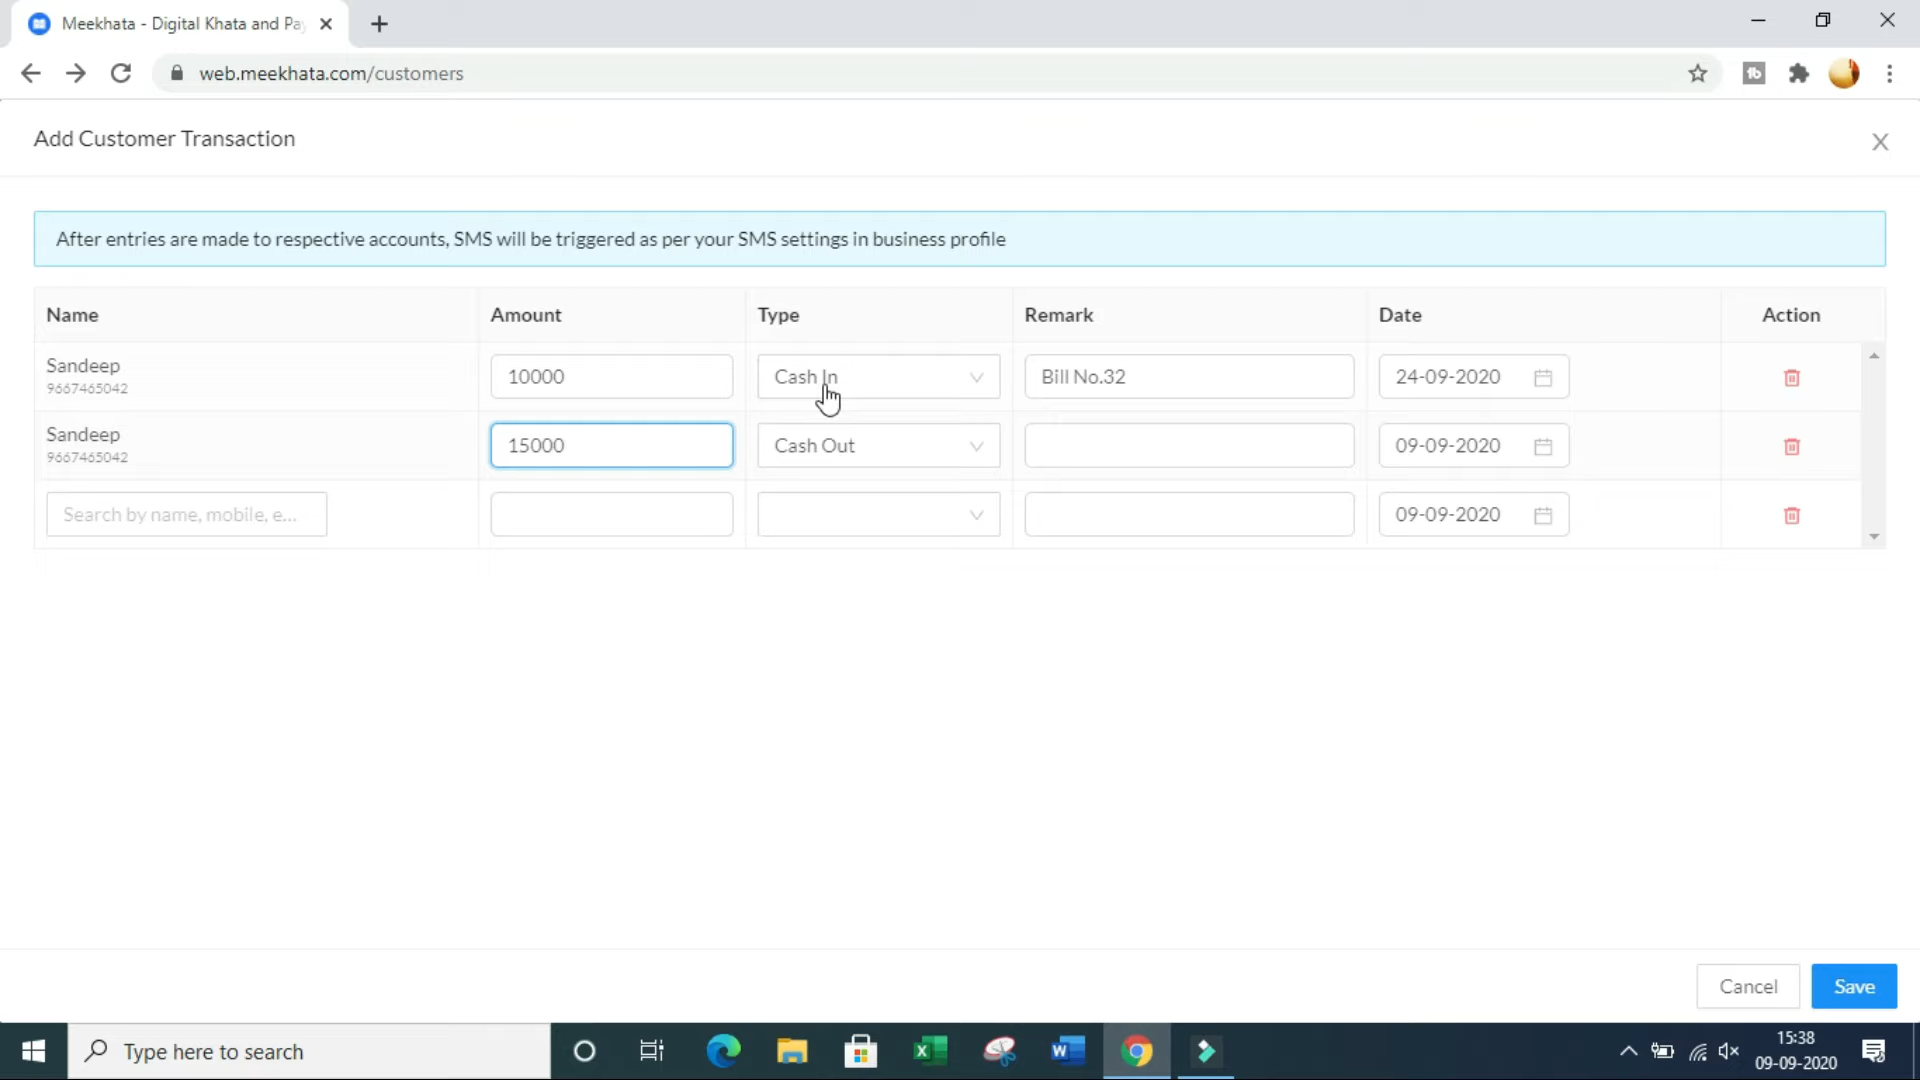 Meekhata - Digital Khata and Pay
web.meekhata.com/customers
Add Customer Transaction
After entries are made to respective accounts, SMS will be triggered as per your SMS settings in business profile
Name Amount Type Remark Date Action
Sandeep 10000 Cash In Bill No.32 24-09-2020
9667465042
Sandeep 15000 Cash Out 09-09-2020
9667465042
Search by name, mobile, e... 09-09-2020
Cancel Save
Type here to search
15:38
09-09-2020